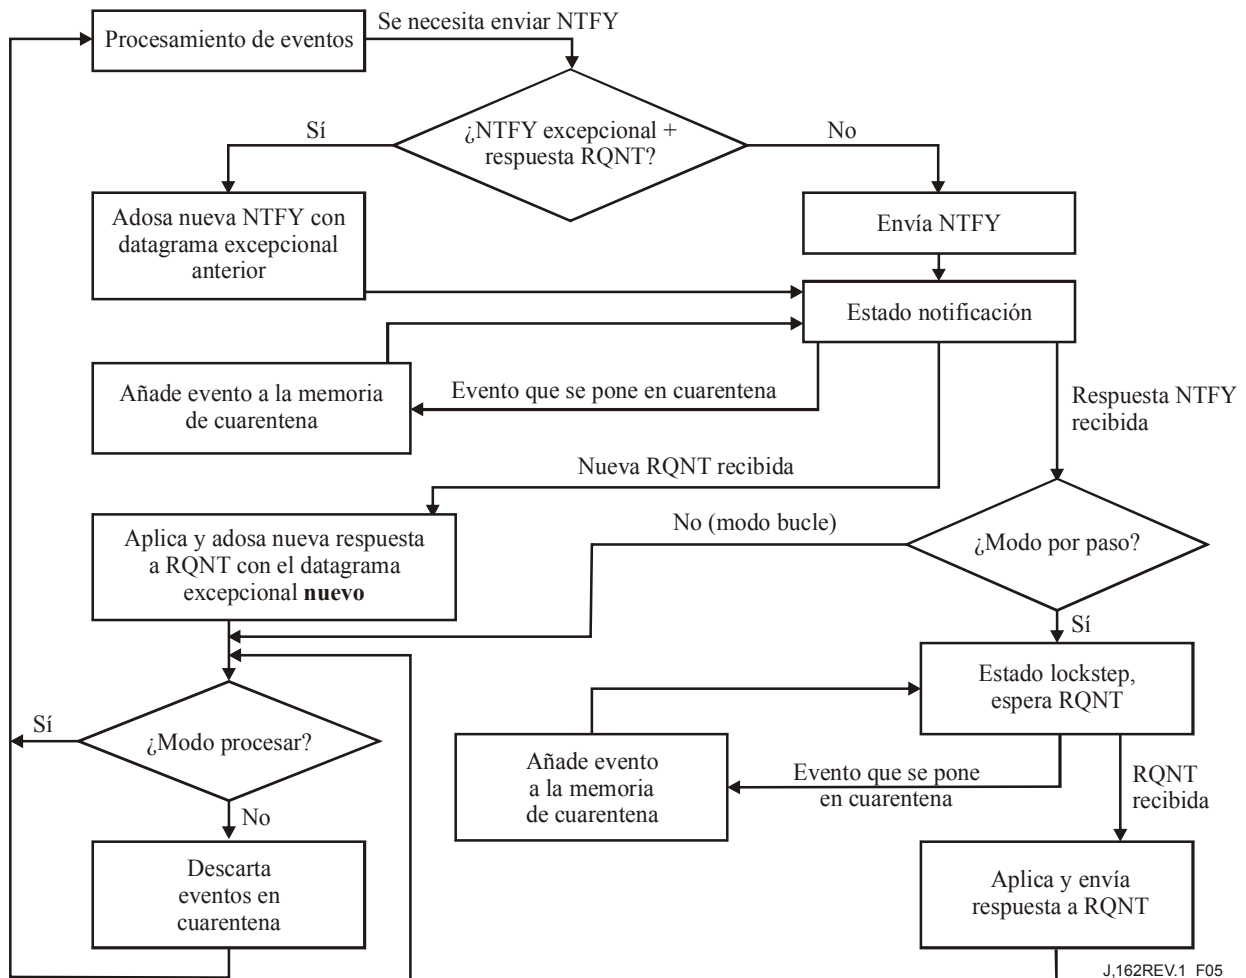 Se necesita enviar NTFY
Procesamiento de eventos
¿NTFY excepcional +
respuesta RQNT?
Sí
No
Adosa nueva NTFY con
datagrama excepcional
anterior
Envía NTFY
Estado notificación
Añade evento a la memoria
de cuarentena
Evento que se pone en cuarentena
Respuesta NTFY
recibida
Nueva RQNT recibida
No (modo bucle)
¿Modo por paso?
Aplica y adosa nueva respuesta
a RQNT con el datagrama
excepcional nuevo
Sí
Estado lockstep,
espera RQNT
Sí
¿Modo procesar?
Añade evento
a la memoria
de cuarentena
Evento que se pone
en cuarentena
RQNT
recibida
No
Descarta
eventos en
cuarentena
Aplica y envía
respuesta a RQNT
J,162REV.1_F05